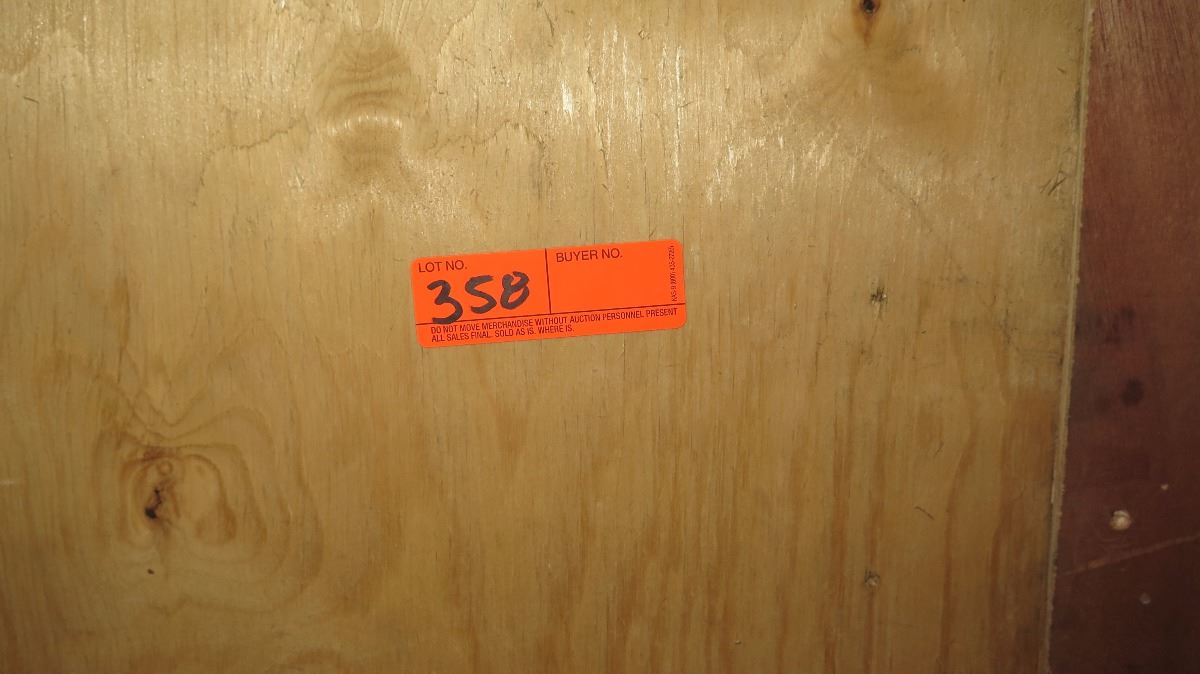 LOT NO.
358
BUYER NO.
DO NOT MOVE MERCHANDISE WITHOUT AUCTION PERSONNEL PRESENT
ALL SALES FINAL. SOLD AS IS. WHERE IS.